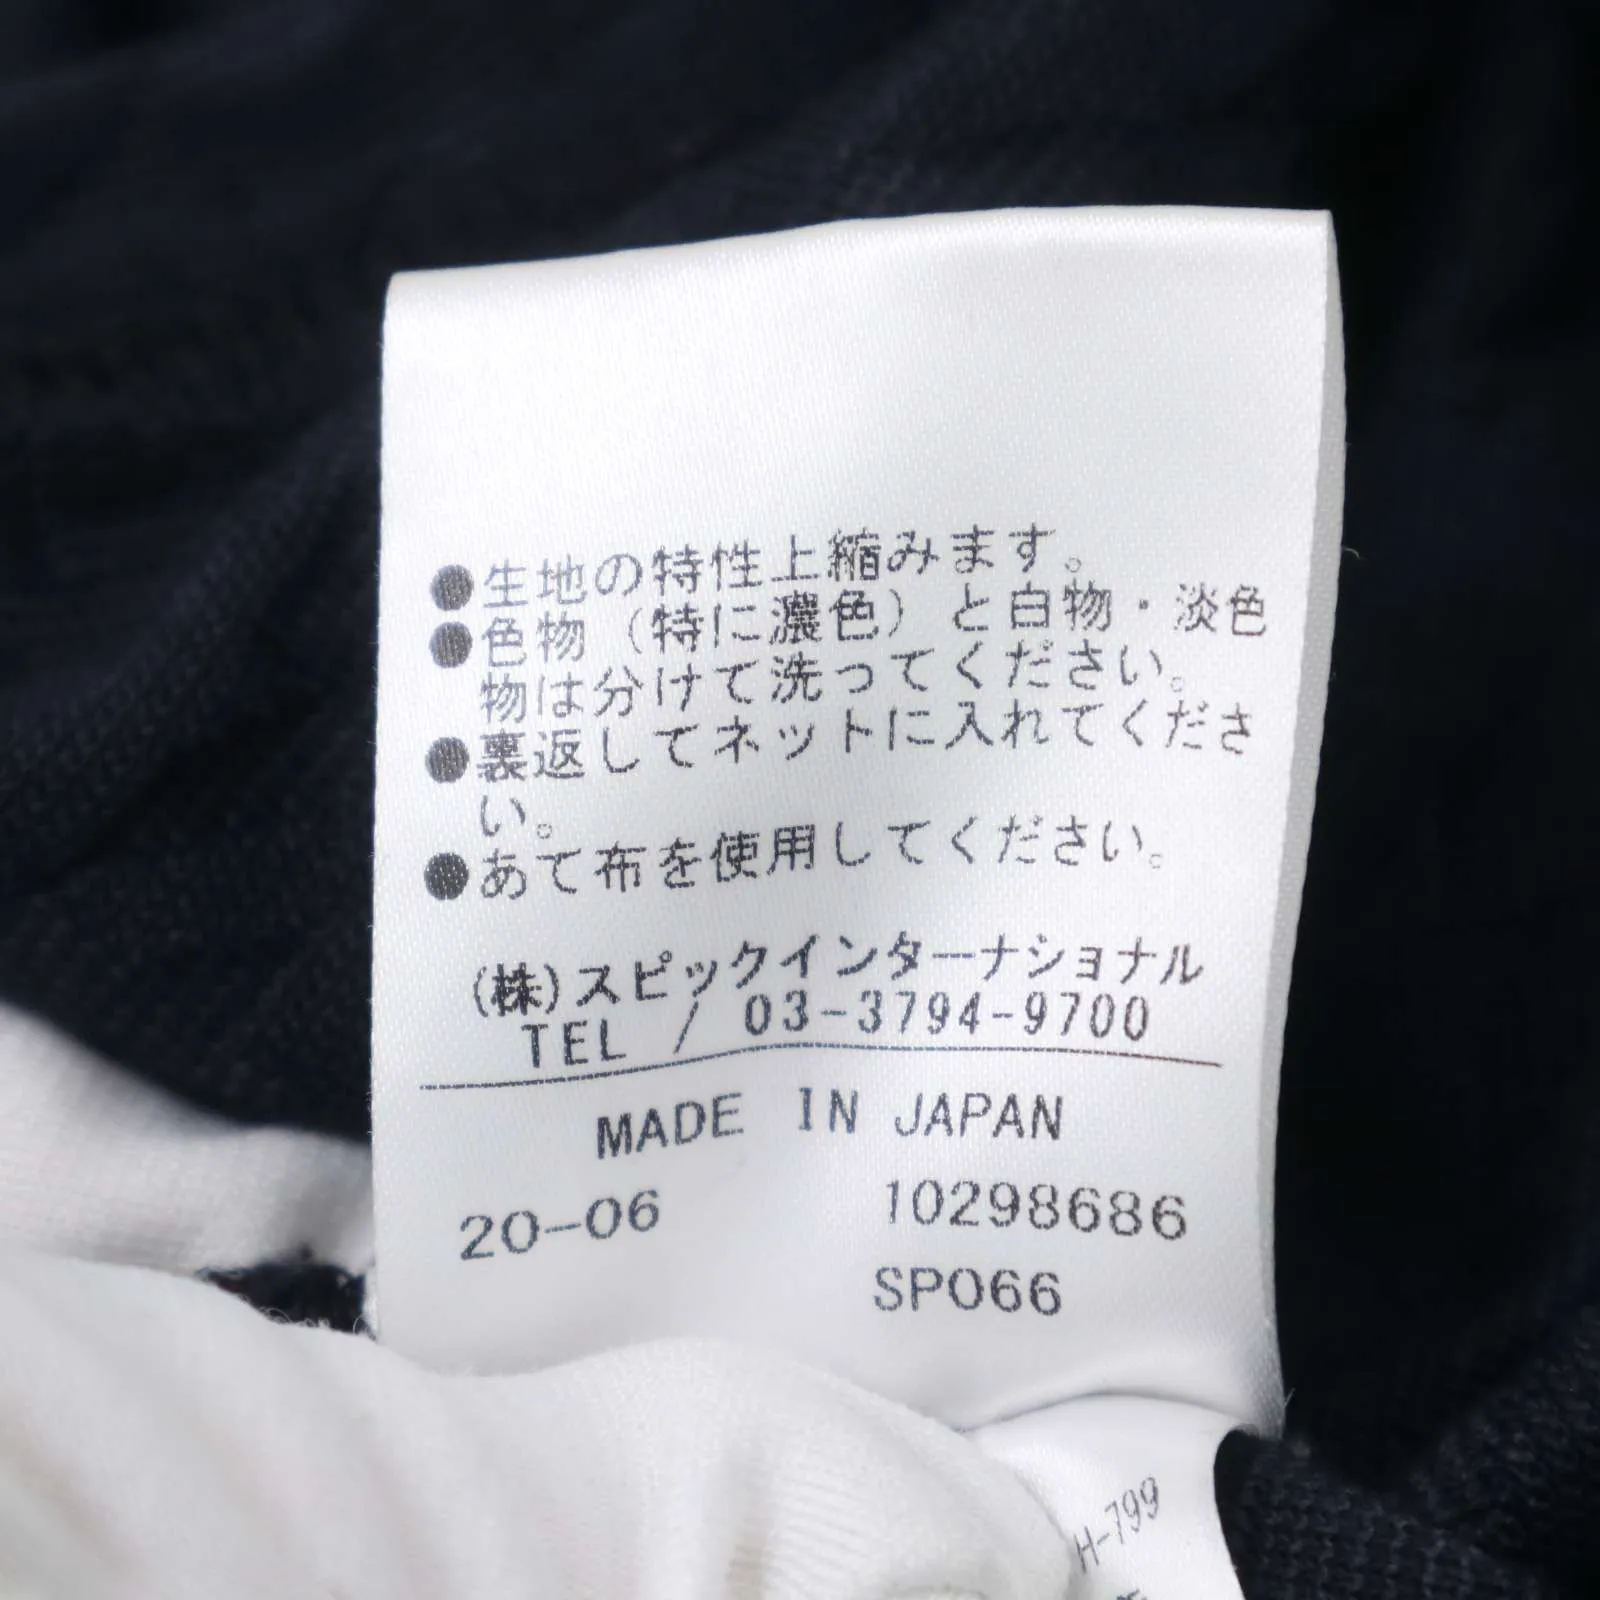 ●生地の特性上縮みます。
●色物（特に濃色）と白物・淡色
物は分けて洗ってください。
●裏返してネットに入れてくださ
い。
●あて布を使用してください。
(株)スピックインターナショナル
TEL / 03-3794-9700
MADE IN JAPAN
20-06 10298686
SP066
H-799